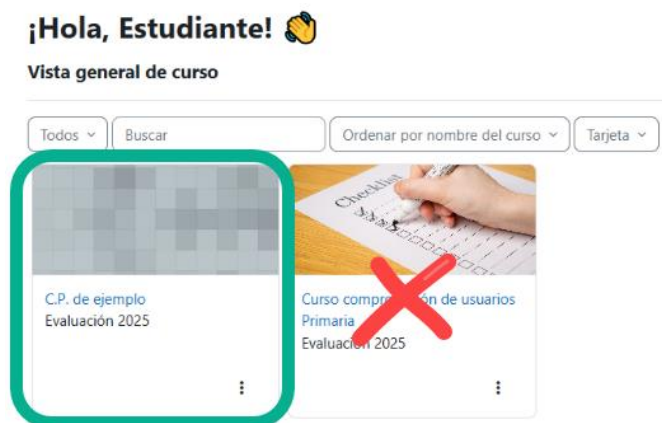 ¡Hola, Estudiante! 👋
Vista general de curso
Todos
Buscar
Ordenar por nombre del curso
Tarjeta
Checklist
C.P. de ejemplo
Evaluación 2025
Curso de usuarios
Primaria
Evaluación 2025